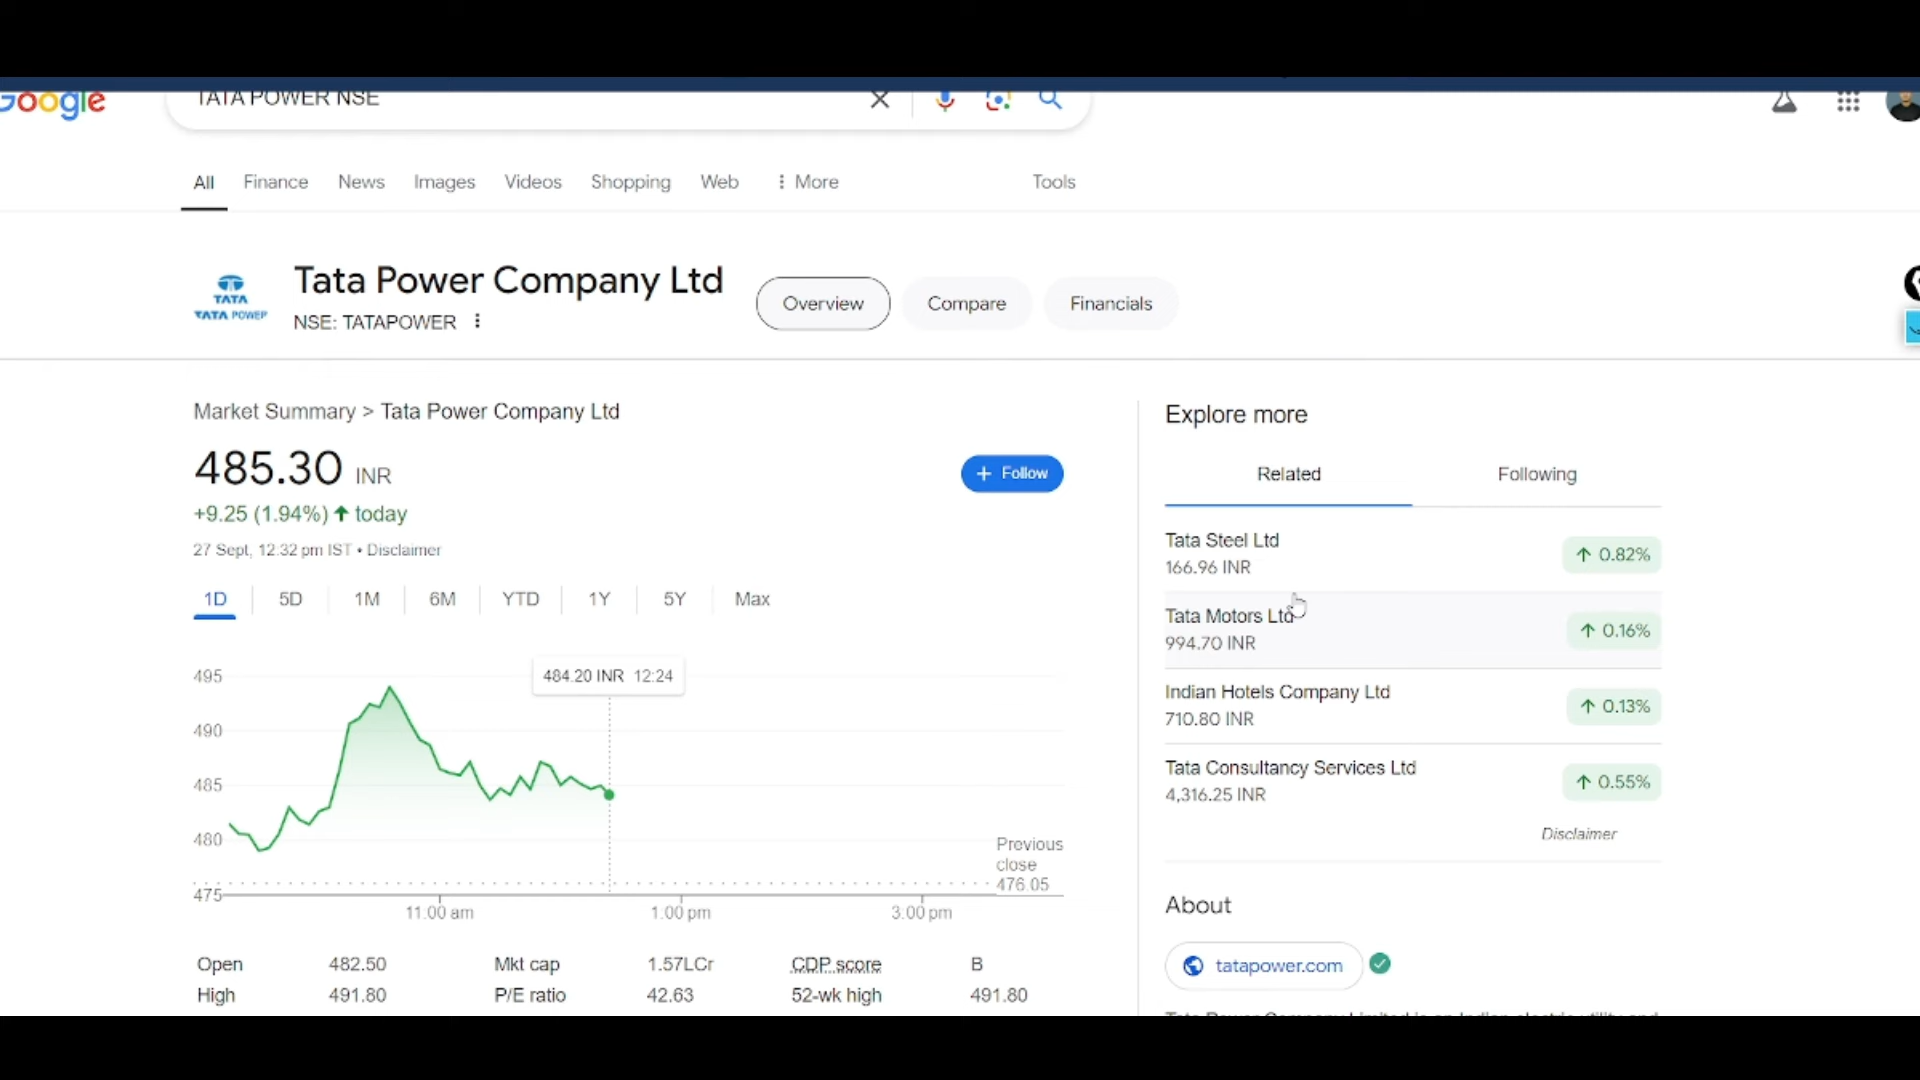 Google
TATA POWER NSE
All Finance News Images Videos Shopping Web More Tools
TATA
TATA POWER
Tata Power Company Ltd
NSE: TATAPOWER
Overview Compare Financials
Market Summary > Tata Power Company Ltd
485.30 INR
+ Follow
+9.25 (1.94%) ↑ today
27 Sept, 12.32 pm IST • Disclaimer
1D 5D 1M 6M YTD 1Y 5Y Max
484.20 INR 12:24
495
490
485
480
475
Previous
close
476.05
11:00 am 1:00 pm 3:00 pm
Open 482.50 Mkt cap 1.57LCr CDP score B
High 491.80 P/E ratio 42.63 52-wk high 491.80
Explore more
Related Following
Tata Steel Ltd
166.96 INR
↑ 0.82%
Tata Motors Ltd
994.70 INR
↑ 0.16%
Indian Hotels Company Ltd
710.80 INR
↑ 0.13%
Tata Consultancy Services Ltd
4,316.25 INR
↑ 0.55%
Disclaimer
About
tatapower.com